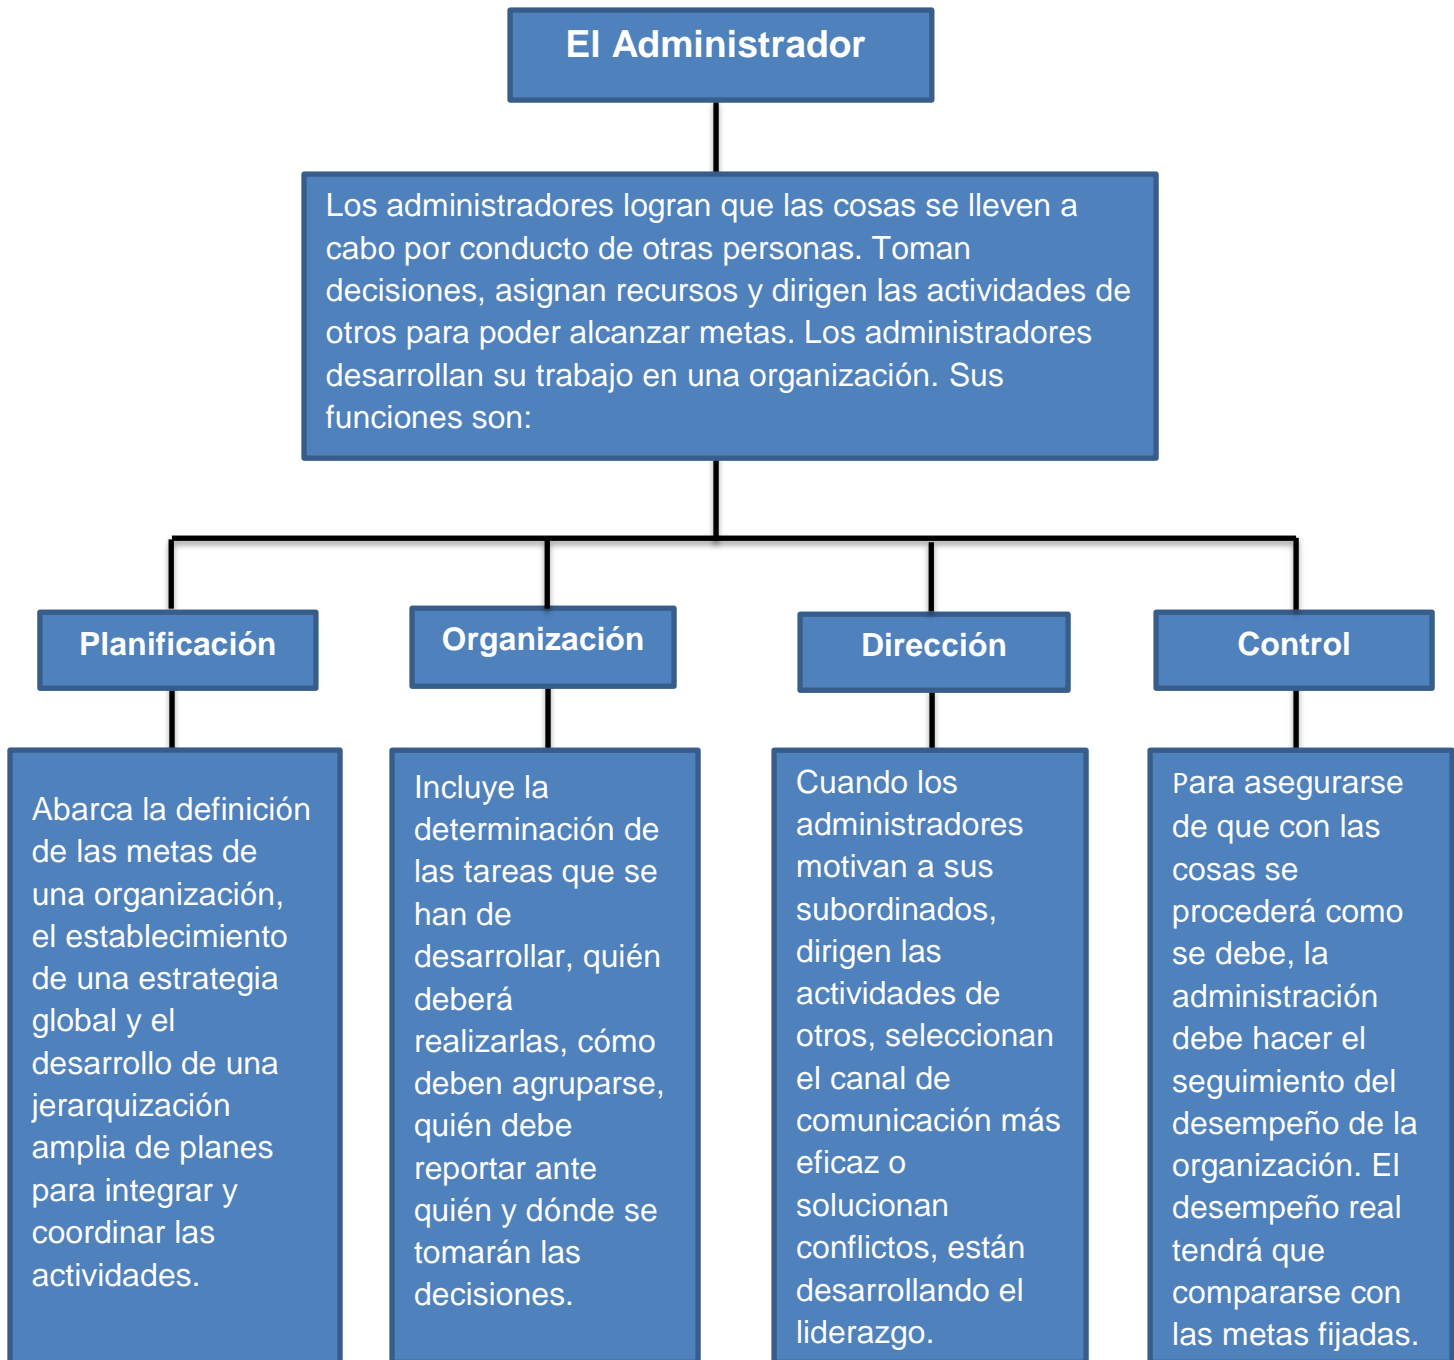 El Administrador
Los administradores logran que las cosas se lleven a
cabo por conducto de otras personas. Toman
decisiones, asignan recursos y dirigen las actividades de
otros para poder alcanzar metas. Los administradores
desarrollan su trabajo en una organización. Sus
funciones son:
Planificación
Organización
Dirección
Control
Abarca la definición
de las metas de
una organización,
el establecimiento
de una estrategia
global y el
desarrollo de una
jerarquización
amplia de planes
para integrar y
coordinar las
actividades.
Incluye la
determinación de
las tareas que se
han de
desarrollar, quién
deberá
realizarlas, cómo
deben agruparse,
quién debe
reportar ante
quién y dónde se
tomarán las
decisiones.
Cuando los
administradores
motivan a sus
subordinados,
dirigen las
actividades de
otros, seleccionan
el canal de
comunicación más
eficaz o
solucionan
conflictos, están
desarrollando el
liderazgo.
Para asegurarse
de que con las
cosas se
procederá como
se debe, la
administración
debe hacer el
seguimiento del
desempeño de la
organización. El
desempeño real
tendrá que
compararse con
las metas fijadas.